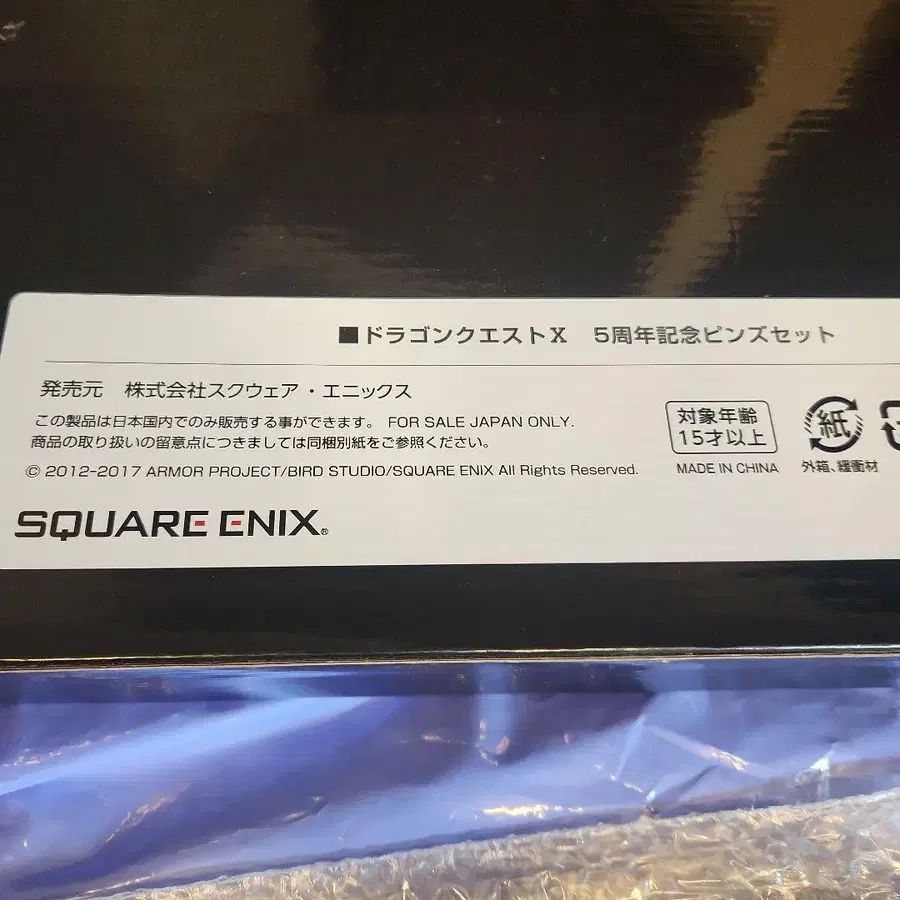 ■ドラゴンクエストX 5周年記念ピンズセット
発売元 株式会社スクウェア・エニックス
この製品は日本国内でのみ販売する事ができます。 FOR SALE JAPAN ONLY.
商品の取り扱いの留意点につきましては同梱別紙をご参照ください。
© 2012-2017 ARMOR PROJECT/BIRD STUDIO/SQUARE ENIX All Rights Reserved.
対象年齢
15才以上
MADE IN CHINA
紙
外箱、緩衝材
SQUARE ENIX®